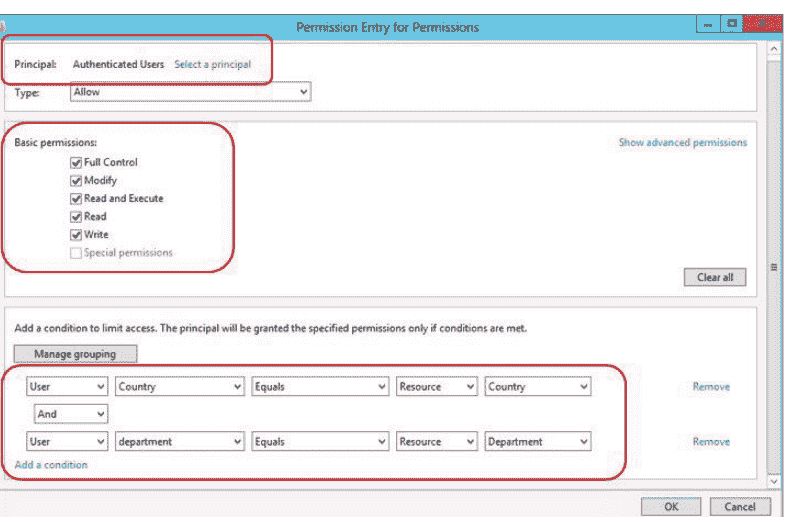 Permission Entry for Permissions
Principal: Authenticated Users Select a principal
Type: Allow
Basic permissions: Show advanced permissions
Full Control
Modify
Read and Execute
Read
Write
Special permissions
Clear all
Add a condition to limit access. The principal will be granted the specified permissions only if conditions are met.
Manage grouping
User Country Equals Resource Country Remove
And
User department Equals Resource Department Remove
Add a condition
OK Cancel